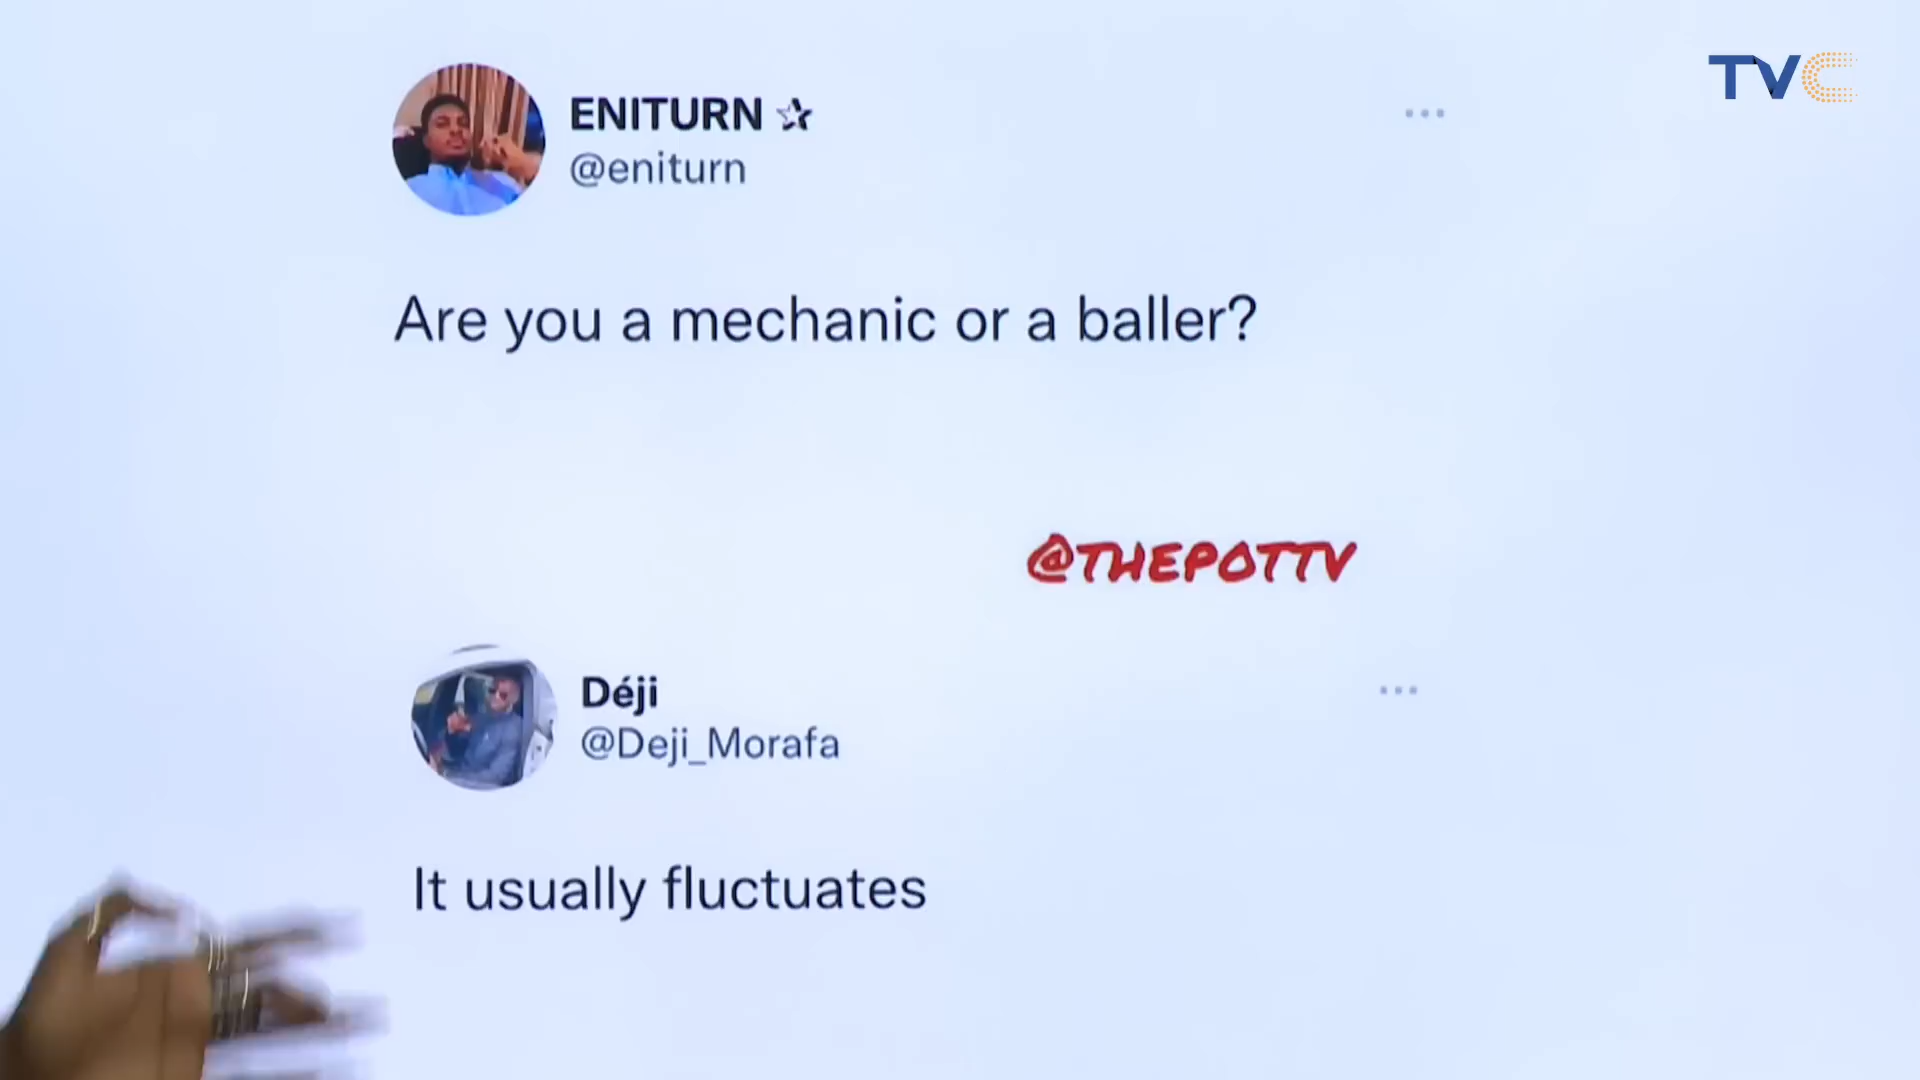 TVC
ENITURN ☆
@eniturn
Are you a mechanic or a baller?
@THEPOTTV
Déji
@Deji_Morafa
It usually fluctuates